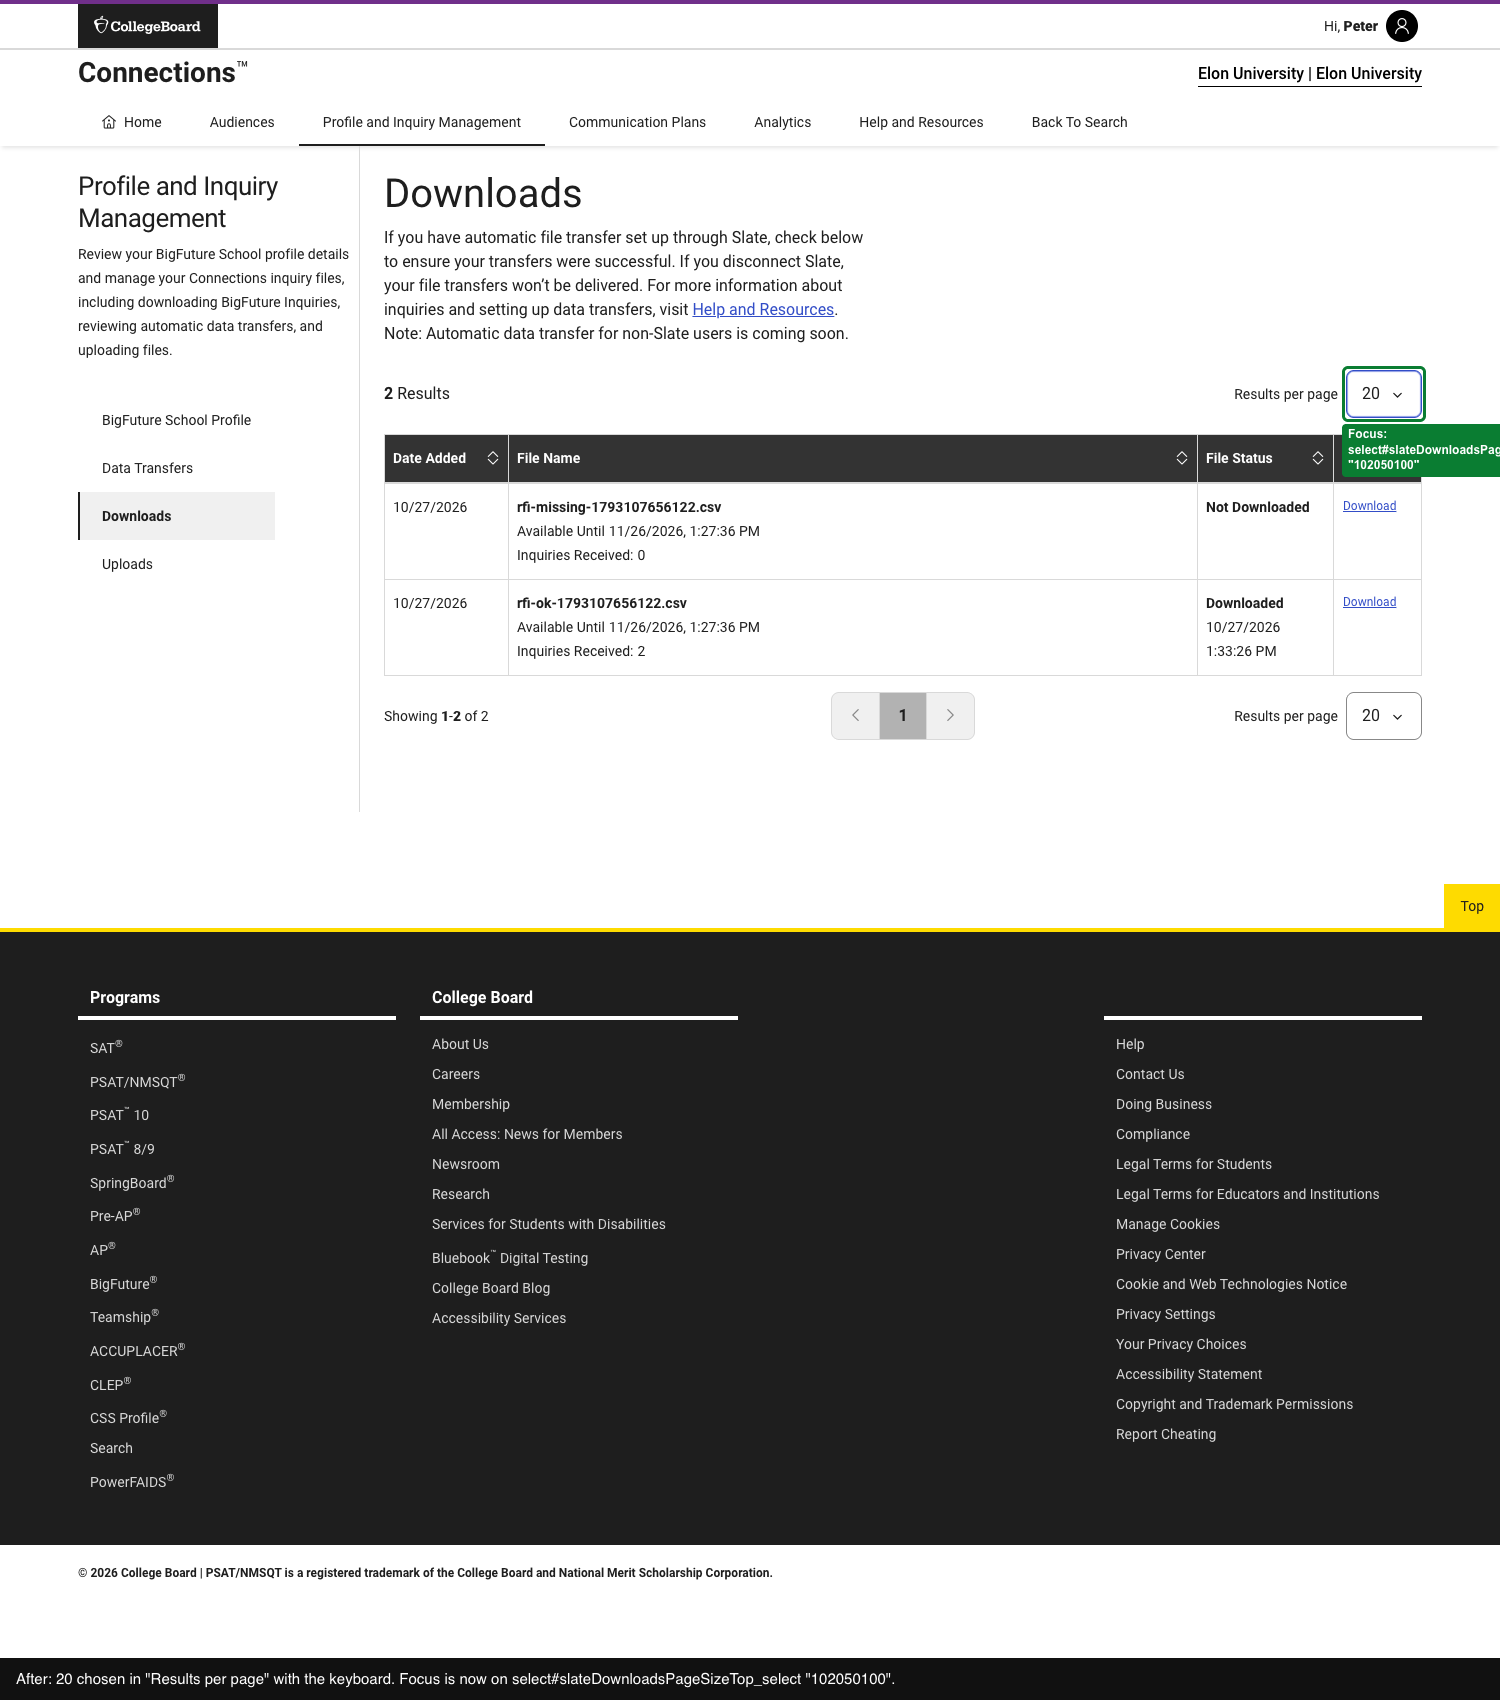 CollegeBoard
Hi, Peter
Connections™
Elon University | Elon University
Home
Audiences
Profile and Inquiry Management
Communication Plans
Analytics
Help and Resources
Back To Search
Profile and Inquiry
Management
Review your BigFuture School profile details
and manage your Connections inquiry files,
including downloading BigFuture Inquiries,
reviewing automatic data transfers, and
uploading files.
BigFuture School Profile
Data Transfers
Downloads
Uploads
Downloads
If you have automatic file transfer set up through Slate, check below
to ensure your transfers were successful. If you disconnect Slate,
your file transfers won’t be delivered. For more information about
inquiries and setting up data transfers, visit Help and Resources.
Note: Automatic data transfer for non-Slate users is coming soon.
2 Results
Results per page
20
Focus:
select#slateDownloadsPag
"102050100"
Date Added
File Name
File Status
10/27/2026
rfi-missing-1793107656122.csv
Available Until 11/26/2026, 1:27:36 PM
Inquiries Received: 0
Not Downloaded
Download
10/27/2026
rfi-ok-1793107656122.csv
Available Until 11/26/2026, 1:27:36 PM
Inquiries Received: 2
Downloaded
10/27/2026
1:33:26 PM
Download
Showing 1-2 of 2
1
Results per page
20
Top
Programs
SAT®
PSAT/NMSQT®
PSAT™ 10
PSAT™ 8/9
SpringBoard®
Pre-AP®
AP®
BigFuture®
Teamship®
ACCUPLACER®
CLEP®
CSS Profile®
Search
PowerFAIDS®
College Board
About Us
Careers
Membership
All Access: News for Members
Newsroom
Research
Services for Students with Disabilities
Bluebook™ Digital Testing
College Board Blog
Accessibility Services
Help
Contact Us
Doing Business
Compliance
Legal Terms for Students
Legal Terms for Educators and Institutions
Manage Cookies
Privacy Center
Cookie and Web Technologies Notice
Privacy Settings
Your Privacy Choices
Accessibility Statement
Copyright and Trademark Permissions
Report Cheating
© 2026 College Board | PSAT/NMSQT is a registered trademark of the College Board and National Merit Scholarship Corporation.
After: 20 chosen in "Results per page" with the keyboard. Focus is now on select#slateDownloadsPageSizeTop_select "102050100".